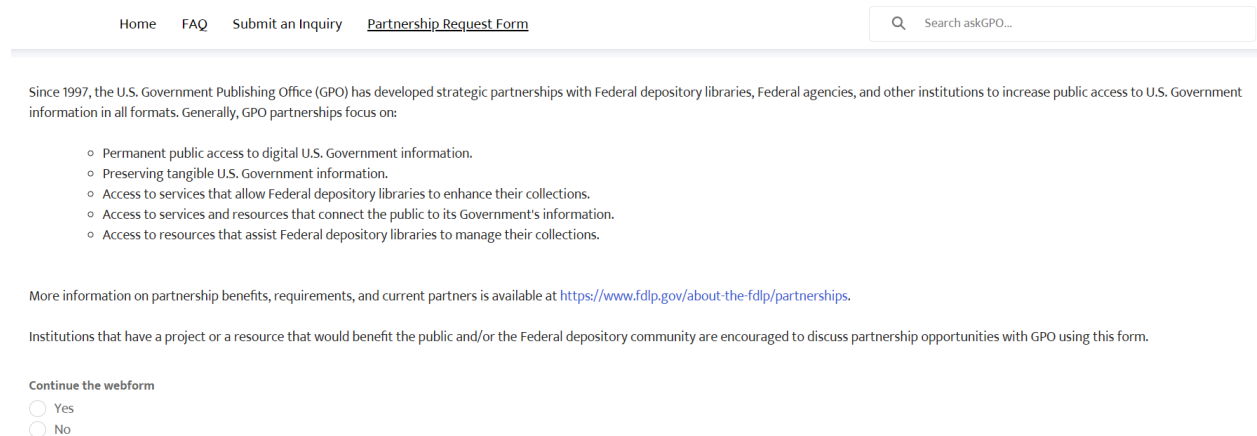 Home FAQ Submit an Inquiry Partnership Request Form Search askGPO...
Since 1997, the U.S. Government Publishing Office (GPO) has developed strategic partnerships with Federal depository libraries, Federal agencies, and other institutions to increase public access to U.S. Government
information in all formats. Generally, GPO partnerships focus on:
Permanent public access to digital U.S. Government information.
Preserving tangible U.S. Government information.
Access to services that allow Federal depository libraries to enhance their collections.
Access to services and resources that connect the public to its Government's information.
Access to resources that assist Federal depository libraries to manage their collections.
More information on partnership benefits, requirements, and current partners is available at https://www.fdlp.gov/about-the-fdlp/partnerships.
Institutions that have a project or a resource that would benefit the public and/or the Federal depository community are encouraged to discuss partnership opportunities with GPO using this form.
Continue the webform
Yes
No